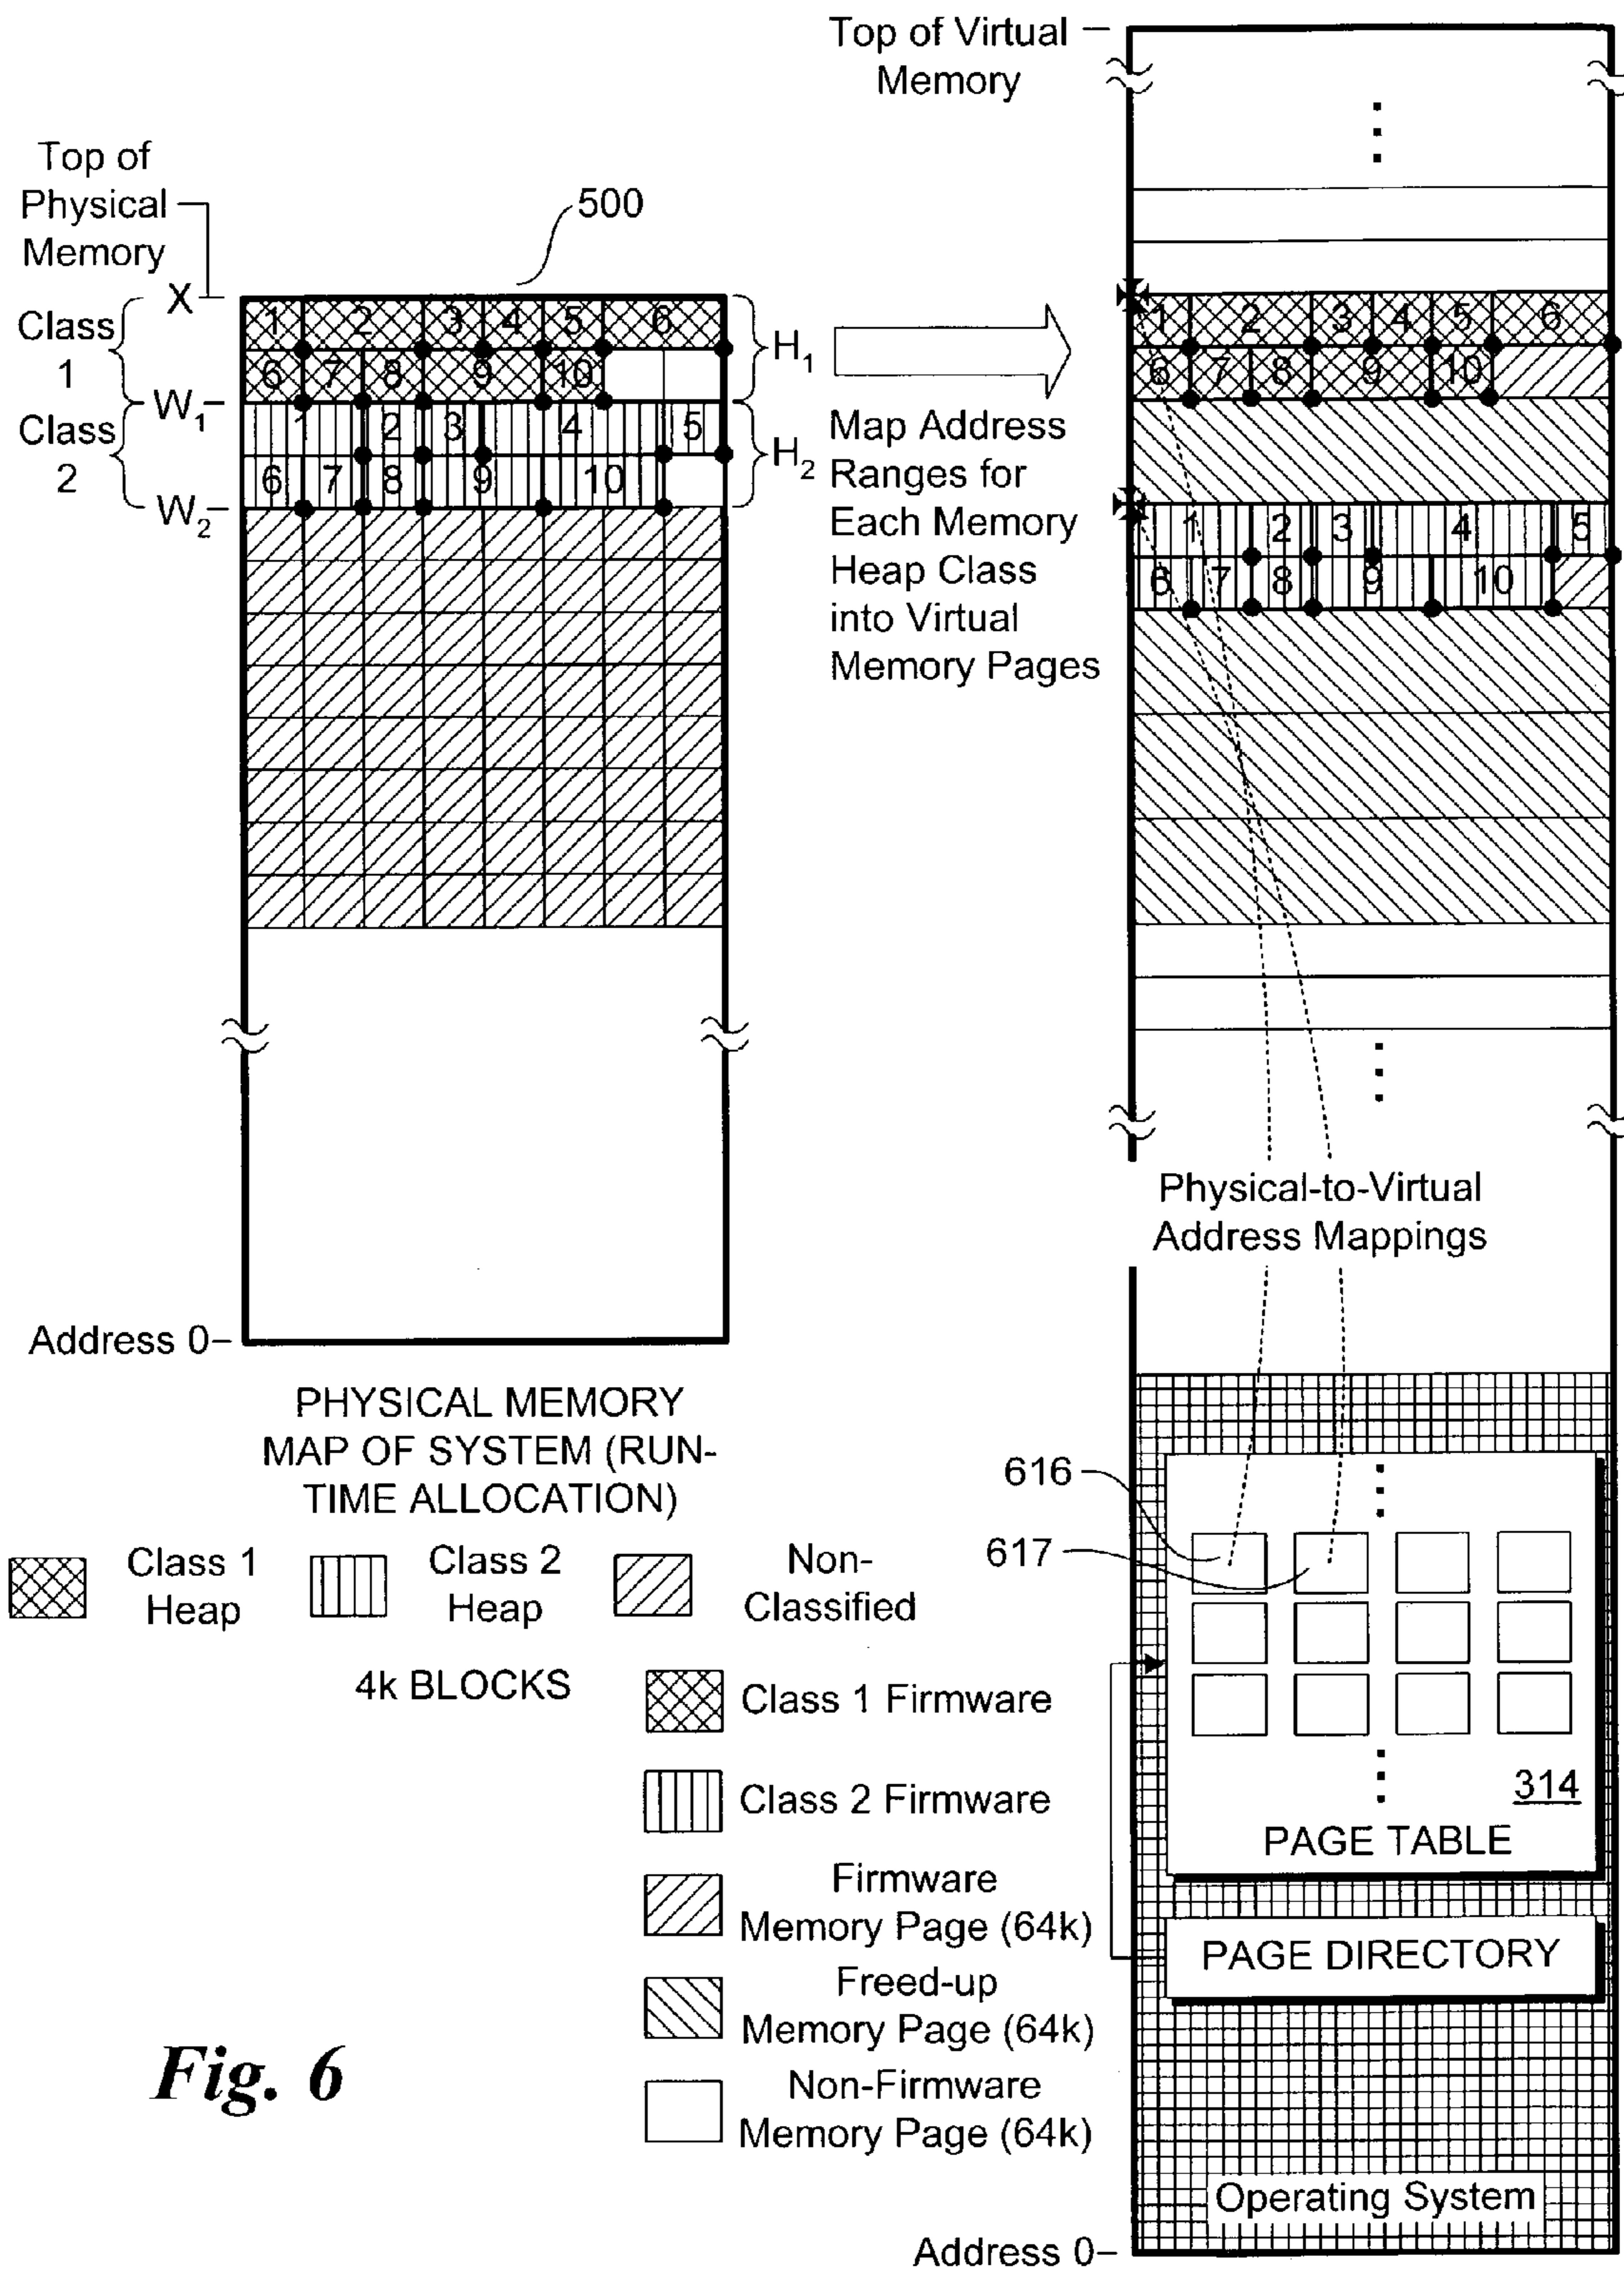 Top of Virtual
Memory
Top of
Physical
Memory
500
X
Class
1
W1
Class
2
W2
1 2 3 4 5 6
6 7 8 9 10
1 2 3 4 5
6 7 8 9 10
H1
H2
Map Address
Ranges for
Each Memory
Heap Class
into Virtual
Memory Pages
1 2 3 4 5 6
6 7 8 9 10
1 2 3 4 5
6 7 8 9 10
Physical-to-Virtual
Address Mappings
Address 0
PHYSICAL MEMORY
MAP OF SYSTEM (RUN-
TIME ALLOCATION)
Class 1
Heap
Class 2
Heap
Non-
Classified
4k BLOCKS
Class 1 Firmware
Class 2 Firmware
Firmware
Memory Page (64k)
Freed-up
Memory Page (64k)
Non-Firmware
Memory Page (64k)
616
617
314
PAGE TABLE
PAGE DIRECTORY
Operating System
Address 0
Fig. 6